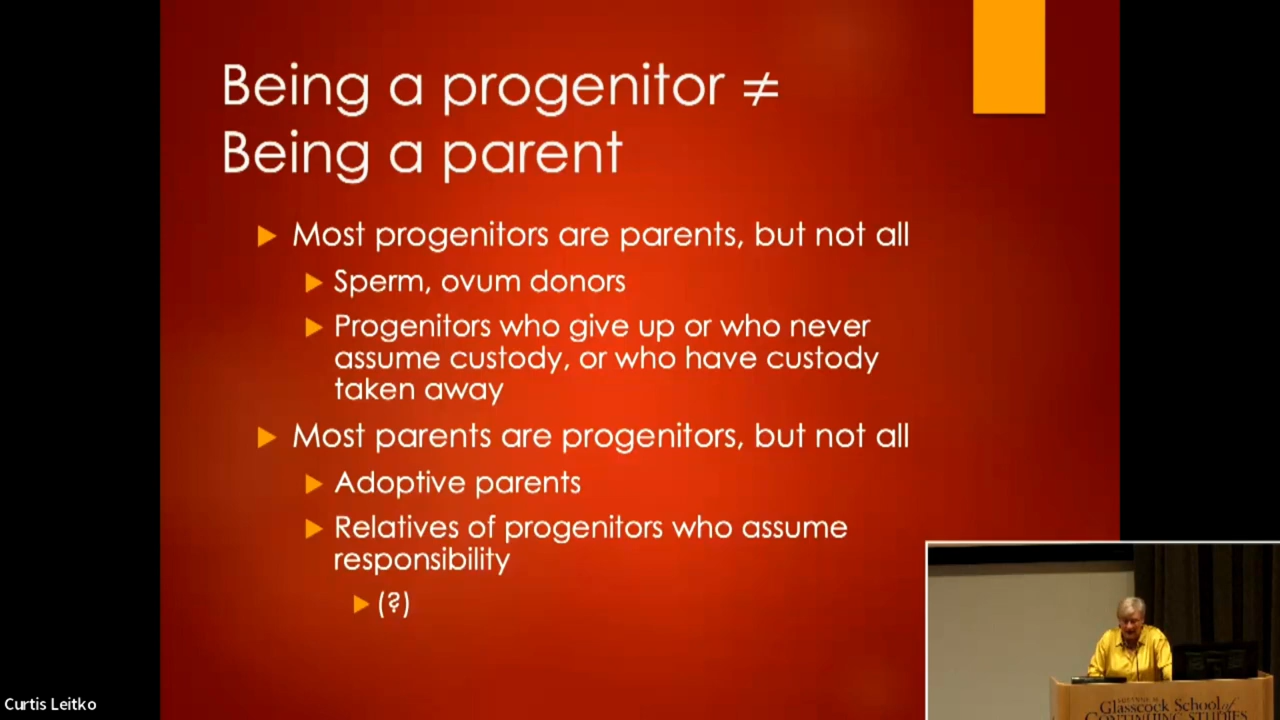 Being a progenitor ≠
Being a parent
Most progenitors are parents, but not all
Sperm, ovum donors
Progenitors who give up or who never
assume custody, or who have custody
taken away
Most parents are progenitors, but not all
Adoptive parents
Relatives of progenitors who assume
responsibility
(?)
Glasscock School of
CONTINUING STUDIES
Curtis Leitko